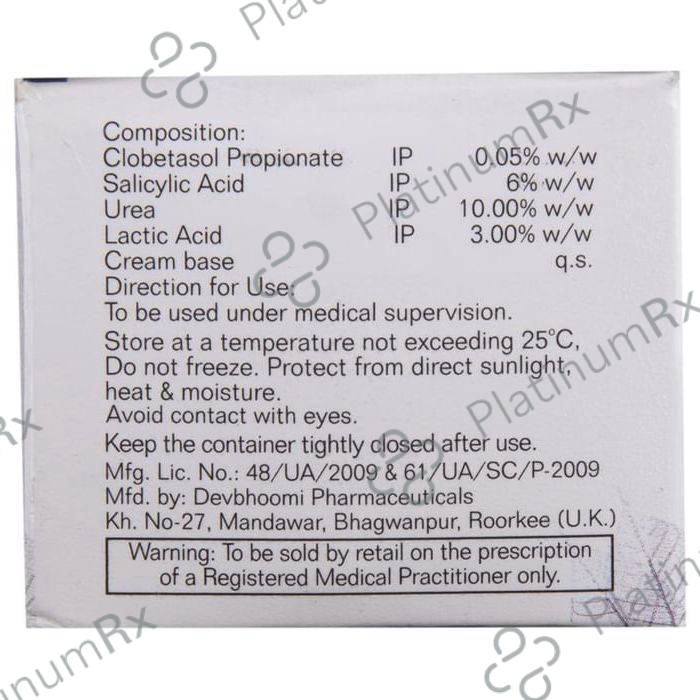 PlatinumRx
Composition:
Clobetasol Propionate IP 0.05% w/w
Salicylic Acid IP 6% w/w
Urea IP 10.00% w/w
Lactic Acid IP 3.00% w/w
Cream base q.s.
Direction for Use:
To be used under medical supervision.
Store at a temperature not exceeding 25°C,
Do not freeze. Protect from direct sunlight,
heat & moisture.
Avoid contact with eyes.
Keep the container tightly closed after use.
Mfg. Lic. No.: 48/UA/2009 & 61/UA/SC/P-2009
Mfd. by: Devbhoomi Pharmaceuticals
Kh. No-27, Mandawar, Bhagwanpur, Roorkee (U.K.)
Warning: To be sold by retail on the prescription
of a Registered Medical Practitioner only.
PlatinumRx
PlatinumRx